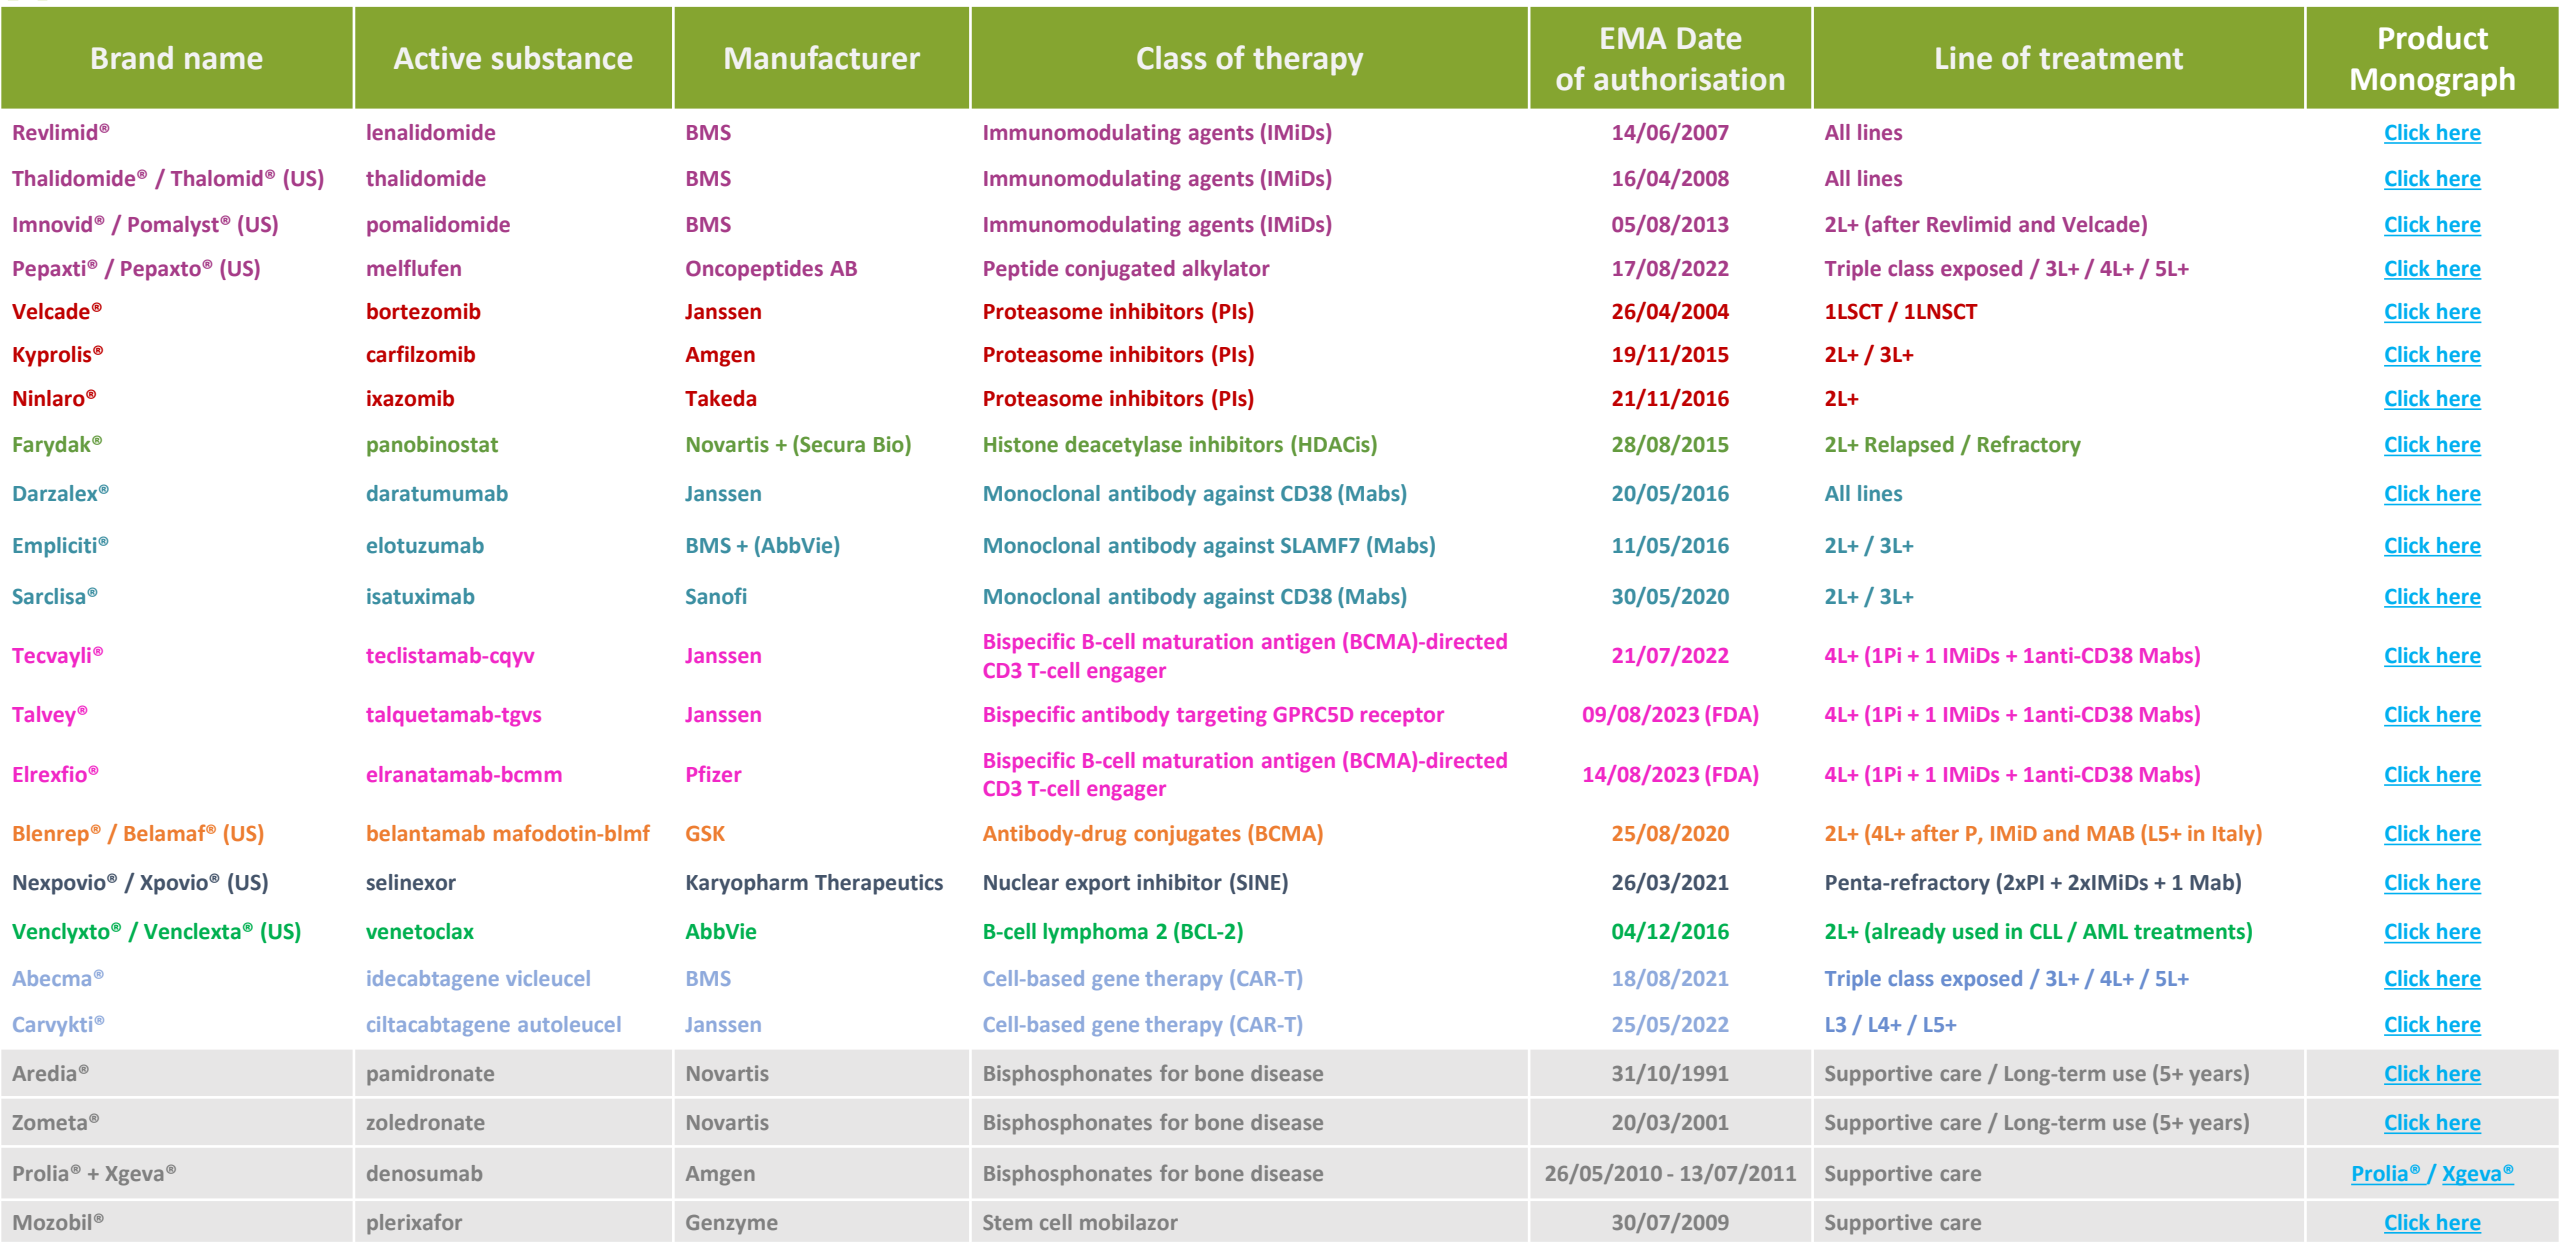 Brand name Active substance Manufacturer Class of therapy EMA Date of authorisation Line of treatment Product Monograph
Revlimid® lenalidomide BMS Immunomodulating agents (IMiDs) 14/06/2007 All lines Click here
Thalidomide® / Thalomid® (US) thalidomide BMS Immunomodulating agents (IMiDs) 16/04/2008 All lines Click here
Imnovid® / Pomalyst® (US) pomalidomide BMS Immunomodulating agents (IMiDs) 05/08/2013 2L+ (after Revlimid and Velcade) Click here
Pepaxti® / Pepaxto® (US) melflufen Oncopeptides AB Peptide conjugated alkylator 17/08/2022 Triple class exposed / 3L+ / 4L+ / 5L+ Click here
Velcade® bortezomib Janssen Proteasome inhibitors (PIs) 26/04/2004 1LSCT / 1LNSCT Click here
Kyprolis® carfilzomib Amgen Proteasome inhibitors (PIs) 19/11/2015 2L+ / 3L+ Click here
Ninlaro® ixazomib Takeda Proteasome inhibitors (PIs) 21/11/2016 2L+ Click here
Farydak® panobinostat Novartis + (Secura Bio) Histone deacetylase inhibitors (HDACis) 28/08/2015 2L+ Relapsed / Refractory Click here
Darzalex® daratumumab Janssen Monoclonal antibody against CD38 (Mabs) 20/05/2016 All lines Click here
Empliciti® elotuzumab BMS + (AbbVie) Monoclonal antibody against SLAMF7 (Mabs) 11/05/2016 2L+ / 3L+ Click here
Sarclisa® isatuximab Sanofi Monoclonal antibody against CD38 (Mabs) 30/05/2020 2L+ / 3L+ Click here
Tecvayli® teclistamab-cqyv Janssen Bispecific B-cell maturation antigen (BCMA)-directed CD3 T-cell engager 21/07/2022 4L+ (1Pi + 1 IMiDs + 1anti-CD38 Mabs) Click here
Talvey® talquetamab-tgvs Janssen Bispecific antibody targeting GPRC5D receptor 09/08/2023 (FDA) 4L+ (1Pi + 1 IMiDs + 1anti-CD38 Mabs) Click here
Elrexfio® elranatamab-bcmm Pfizer Bispecific B-cell maturation antigen (BCMA)-directed CD3 T-cell engager 14/08/2023 (FDA) 4L+ (1Pi + 1 IMiDs + 1anti-CD38 Mabs) Click here
Blenrep® / Belamaf® (US) belantamab mafodotin-blmf GSK Antibody-drug conjugates (BCMA) 25/08/2020 2L+ (4L+ after P, IMiD and MAB (L5+ in Italy) Click here
Nexpovio® / Xpovio® (US) selinexor Karyopharm Therapeutics Nuclear export inhibitor (SINE) 26/03/2021 Penta-refractory (2xPI + 2xIMiDs + 1 Mab) Click here
Venclyxto® / Venclexta® (US) venetoclax AbbVie B-cell lymphoma 2 (BCL-2) 04/12/2016 2L+ (already used in CLL / AML treatments) Click here
Abecma® idecabtagene vicleucel BMS Cell-based gene therapy (CAR-T) 18/08/2021 Triple class exposed / 3L+ / 4L+ / 5L+ Click here
Carvykti® ciltacabtagene autoleucel Janssen Cell-based gene therapy (CAR-T) 25/05/2022 L3 / L4+ / L5+ Click here
Aredia® pamidronate Novartis Bisphosphonates for bone disease 31/10/1991 Supportive care / Long-term use (5+ years) Click here
Zometa® zoledronate Novartis Bisphosphonates for bone disease 20/03/2001 Supportive care / Long-term use (5+ years) Click here
Prolia® + Xgeva® denosumab Amgen Bisphosphonates for bone disease 26/05/2010 - 13/07/2011 Supportive care Prolia® / Xgeva®
Mozobil® plerixafor Genzyme Stem cell mobilazor 30/07/2009 Supportive care Click here